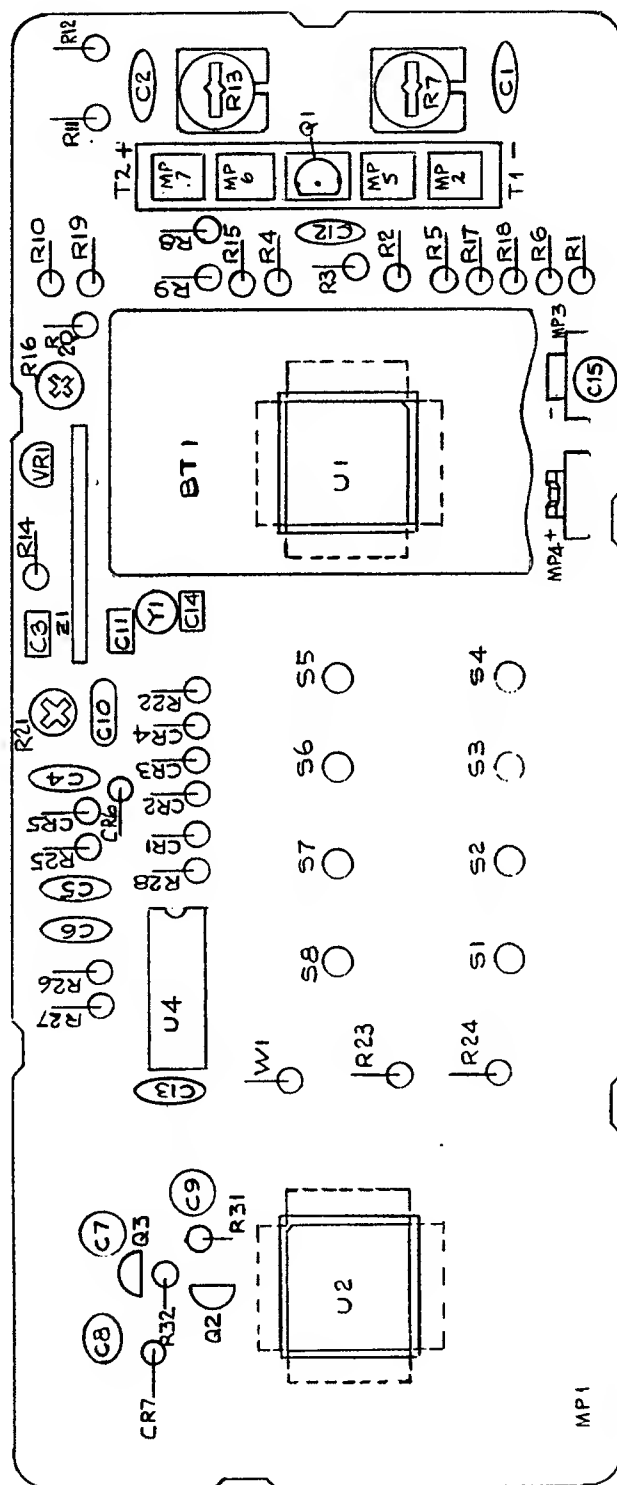 R12
C2
R13
R7
C1
R11
Q1
T2 +
MP 7
MP 6
MP 5
MP 2
T1 -
R10
R19
R8
R9
R15
R4
C12
R3
R2
R5
R17
R18
R6
R1
R 20
R16
VR1
R14
BT1
U1
MP3
-
C15
MP4 +
C3
Z1
C11
Y1
C14
R21
C10
R22
CR4
CR3
CR2
CR1
R28
S5
S4
C4
CR5
CR6
R25
S6
S3
C5
S7
S2
C6
R26
R27
U4
S8
S1
C13
W1
R23
R24
C7
Q3
C9
R31
C8
R32
Q2
CR7
U2
MP1